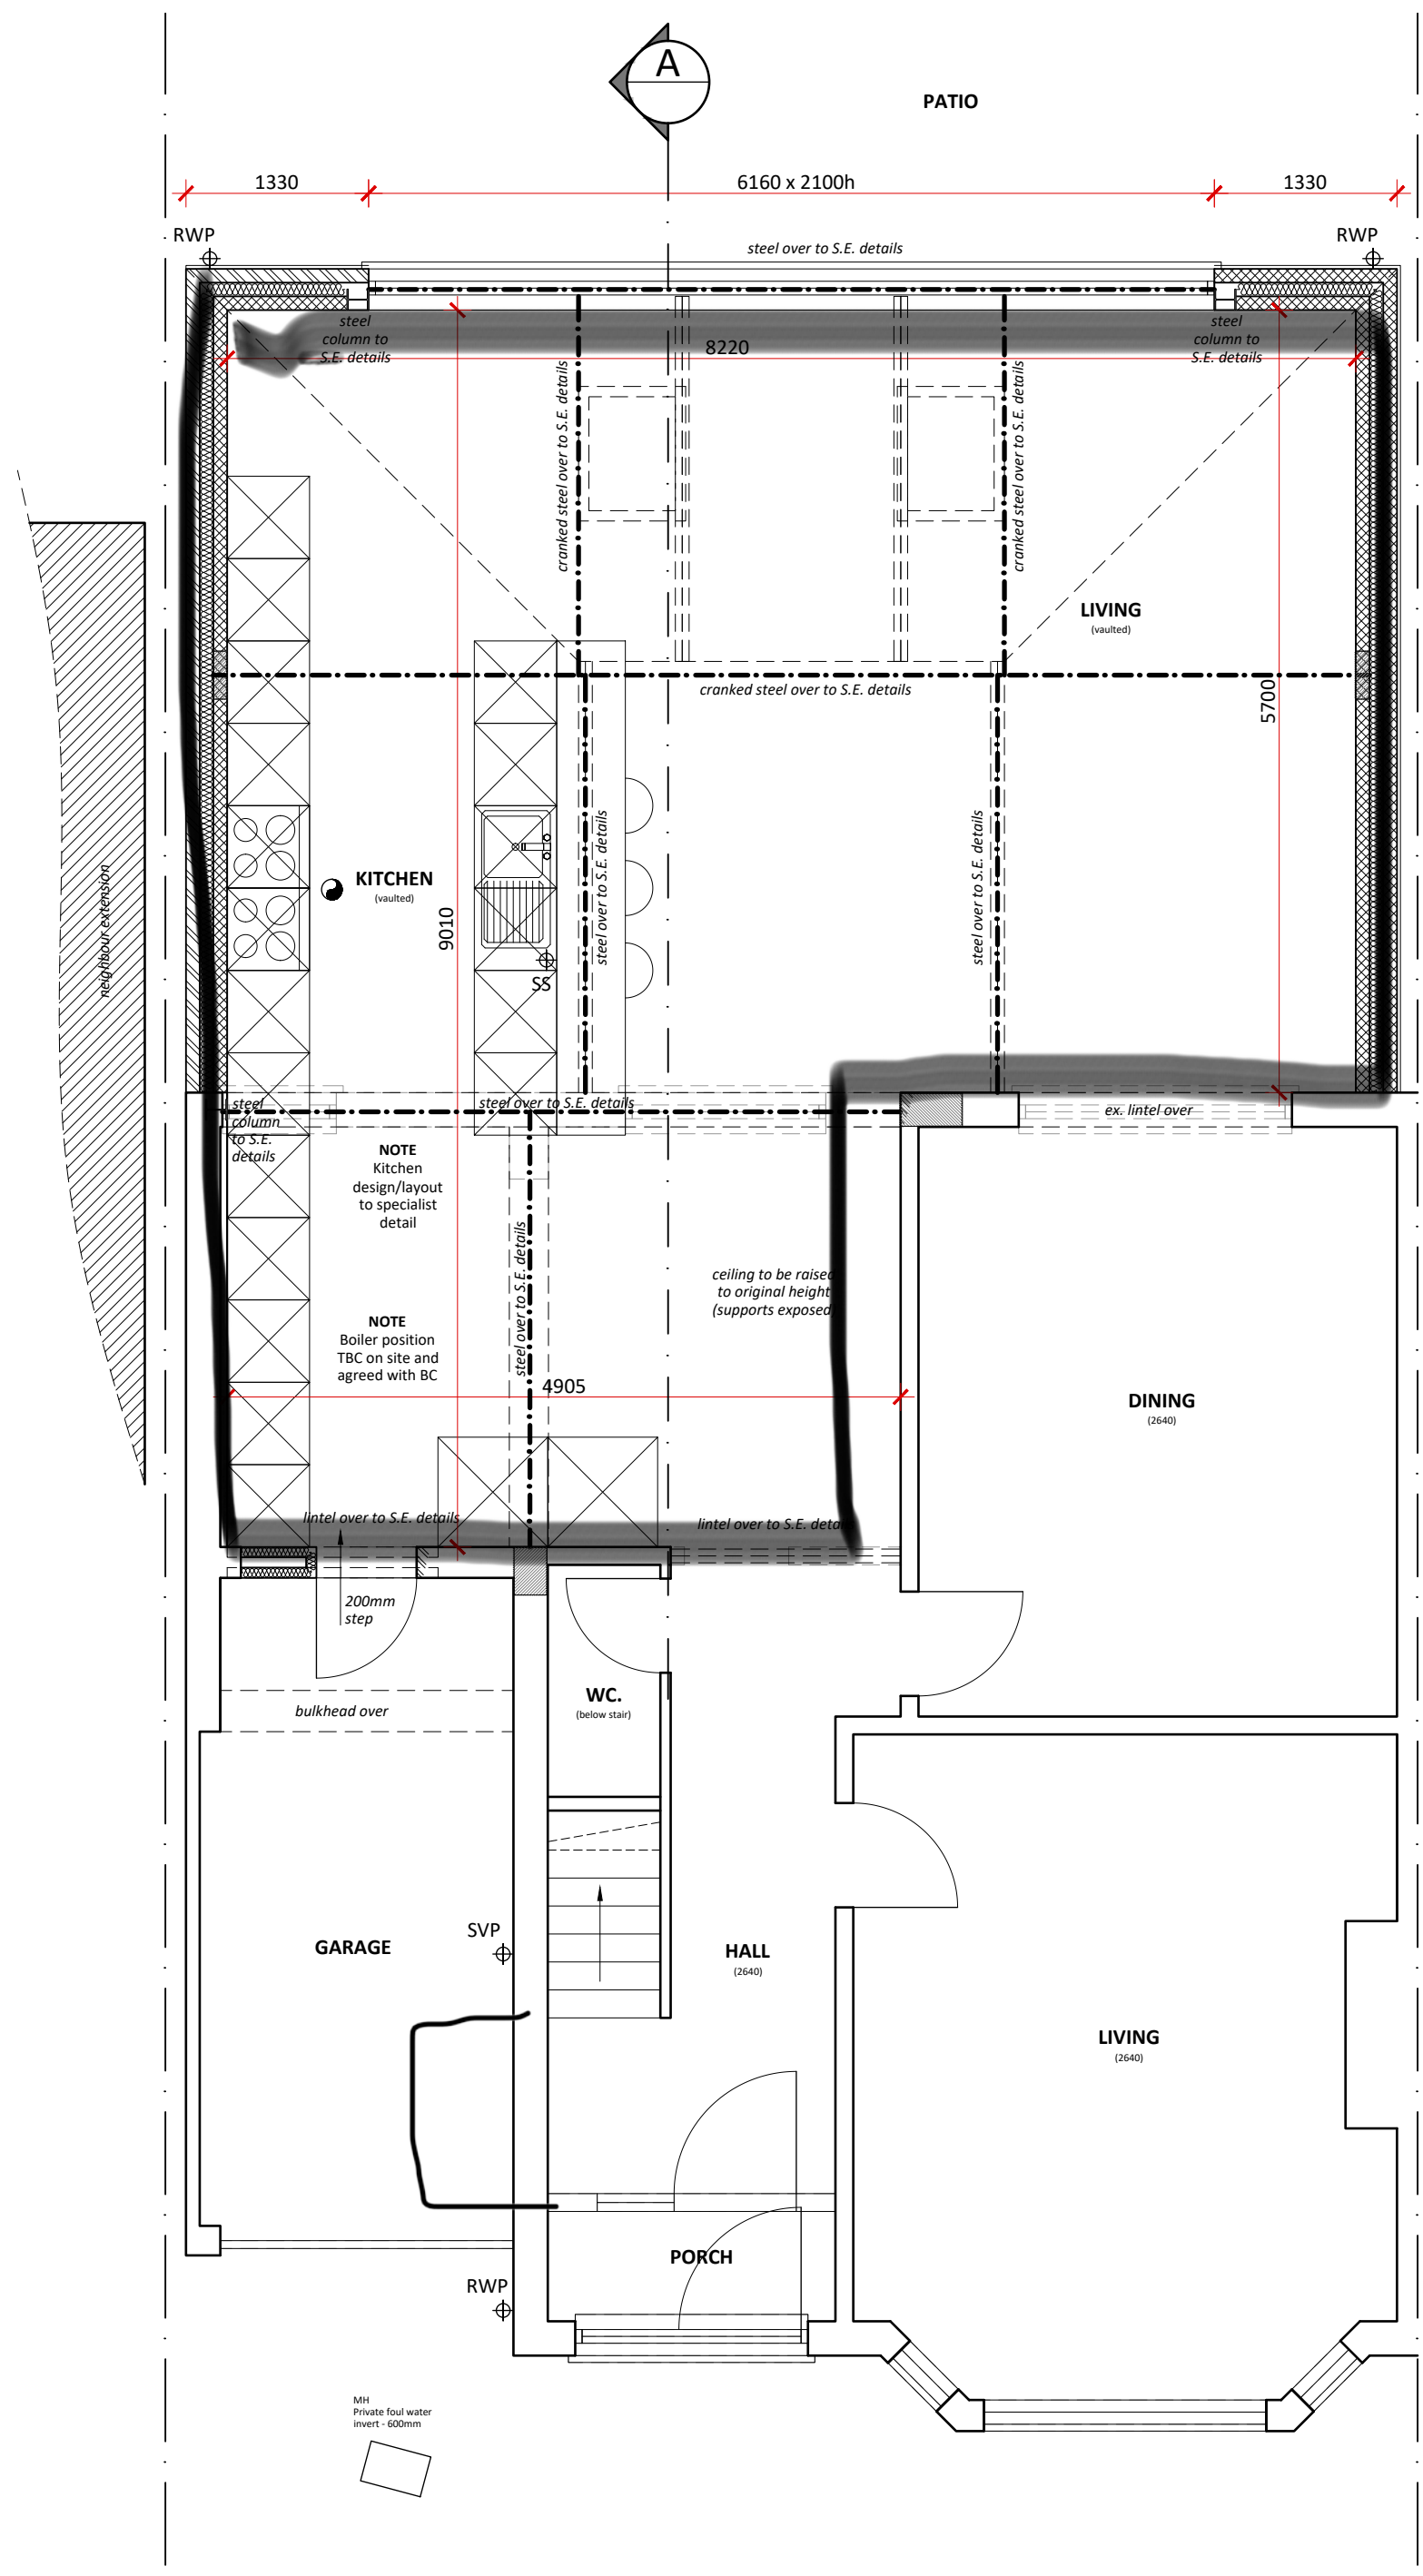 A
PATIO
1330
6160 x 2100h
1330
RWP
RWP
steel over to S.E. details
steel
column to
S.E. details
steel
column to
S.E. details
8220
cranked steel over to S.E. details
cranked steel over to S.E. details
LIVING
(vaulted)
cranked steel over to S.E. details
5700
neighbour extension
KITCHEN
(vaulted)
9010
steel over to S.E. details
steel over to S.E. details
SS
steel
column
to S.E.
details
steel over to S.E. details
ex. lintel over
NOTE
Kitchen
design/layout
to specialist
detail
steel over to S.E. details
ceiling to be raised
to original height
(supports exposed)
NOTE
Boiler position
TBC on site and
agreed with BC
4905
DINING
(2640)
lintel over to S.E. details
lintel over to S.E. details
200mm
step
bulkhead over
WC.
(below stair)
SVP
GARAGE
HALL
(2640)
LIVING
(2640)
PORCH
RWP
MH
Private foul water
invert - 600mm